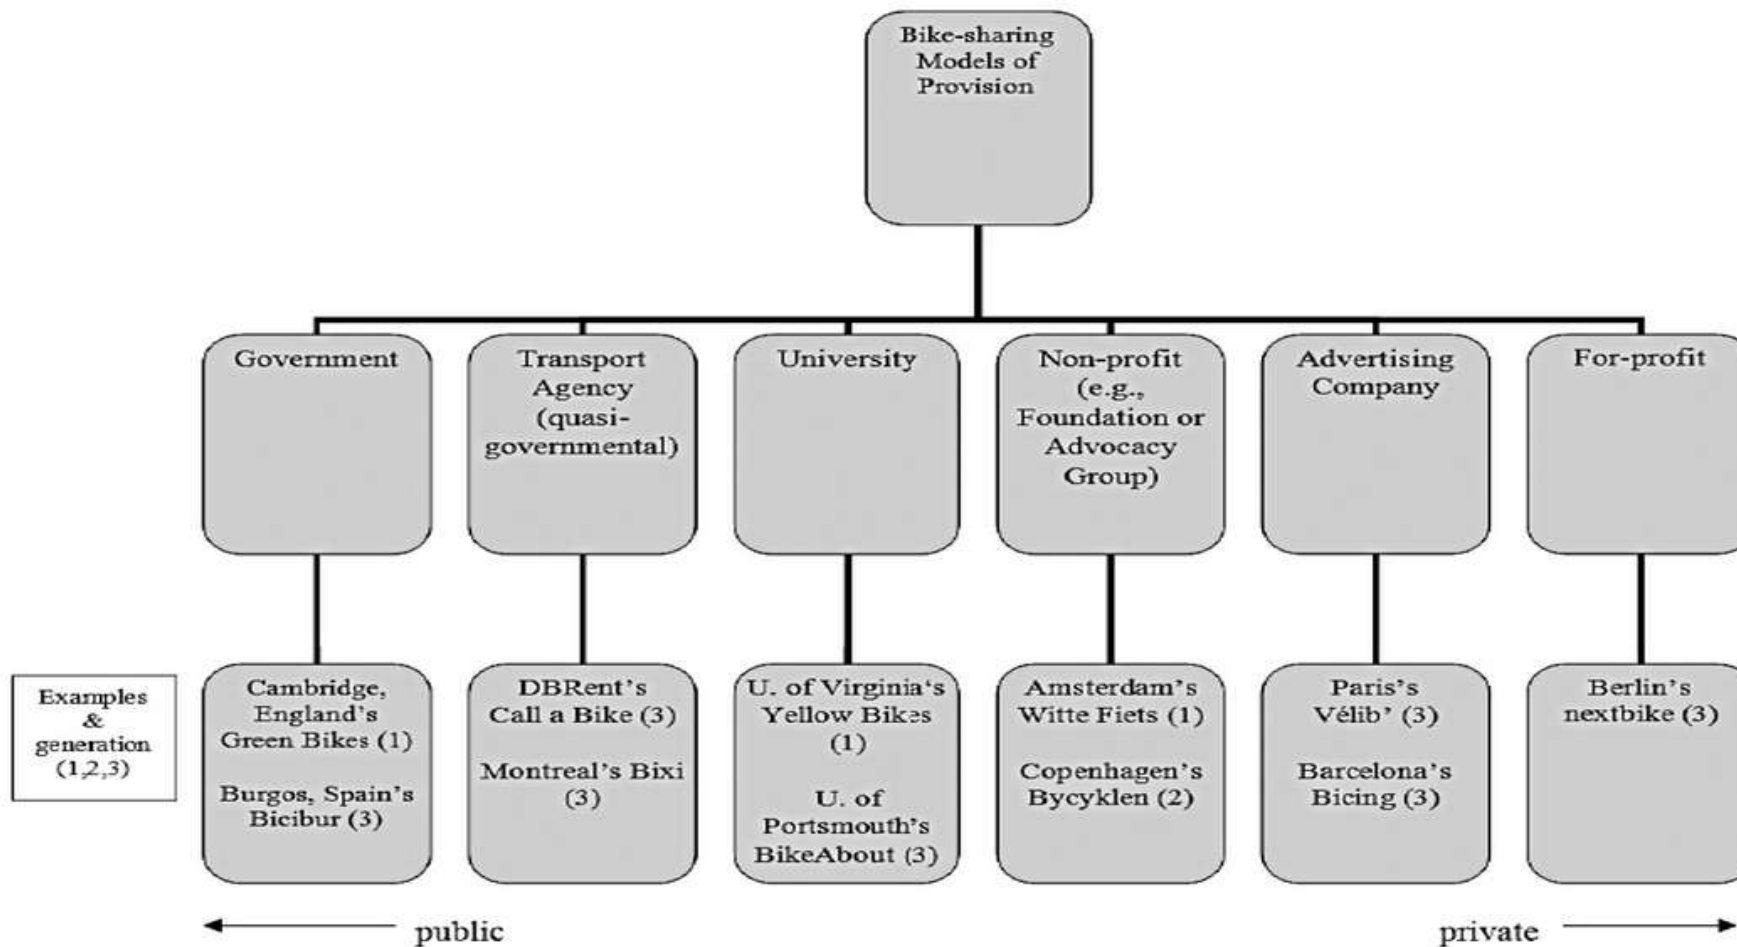 Bike-sharing
Models of
Provision
Government
Transport
Agency
(quasi-
governmental)
University
Non-profit
(e.g.,
Foundation or
Advocacy
Group)
Advertising
Company
For-profit
Examples
&
generation
(1,2,3)
Cambridge,
England's
Green Bikes (1)
Burgos, Spain's
Bicibur (3)
DBRent's
Call a Bike (3)
Montreal's Bixi
(3)
U. of Virginia‘s
Yellow Bikes
(1)
U. of
Portsmouth's
BikeAbout (3)
Amsterdam's
Witte Fiets (1)
Copenhagen's
Bycyklen (2)
Paris's
Vélib’ (3)
Barcelona's
Bicing (3)
Berlin's
nextbike (3)
public
private